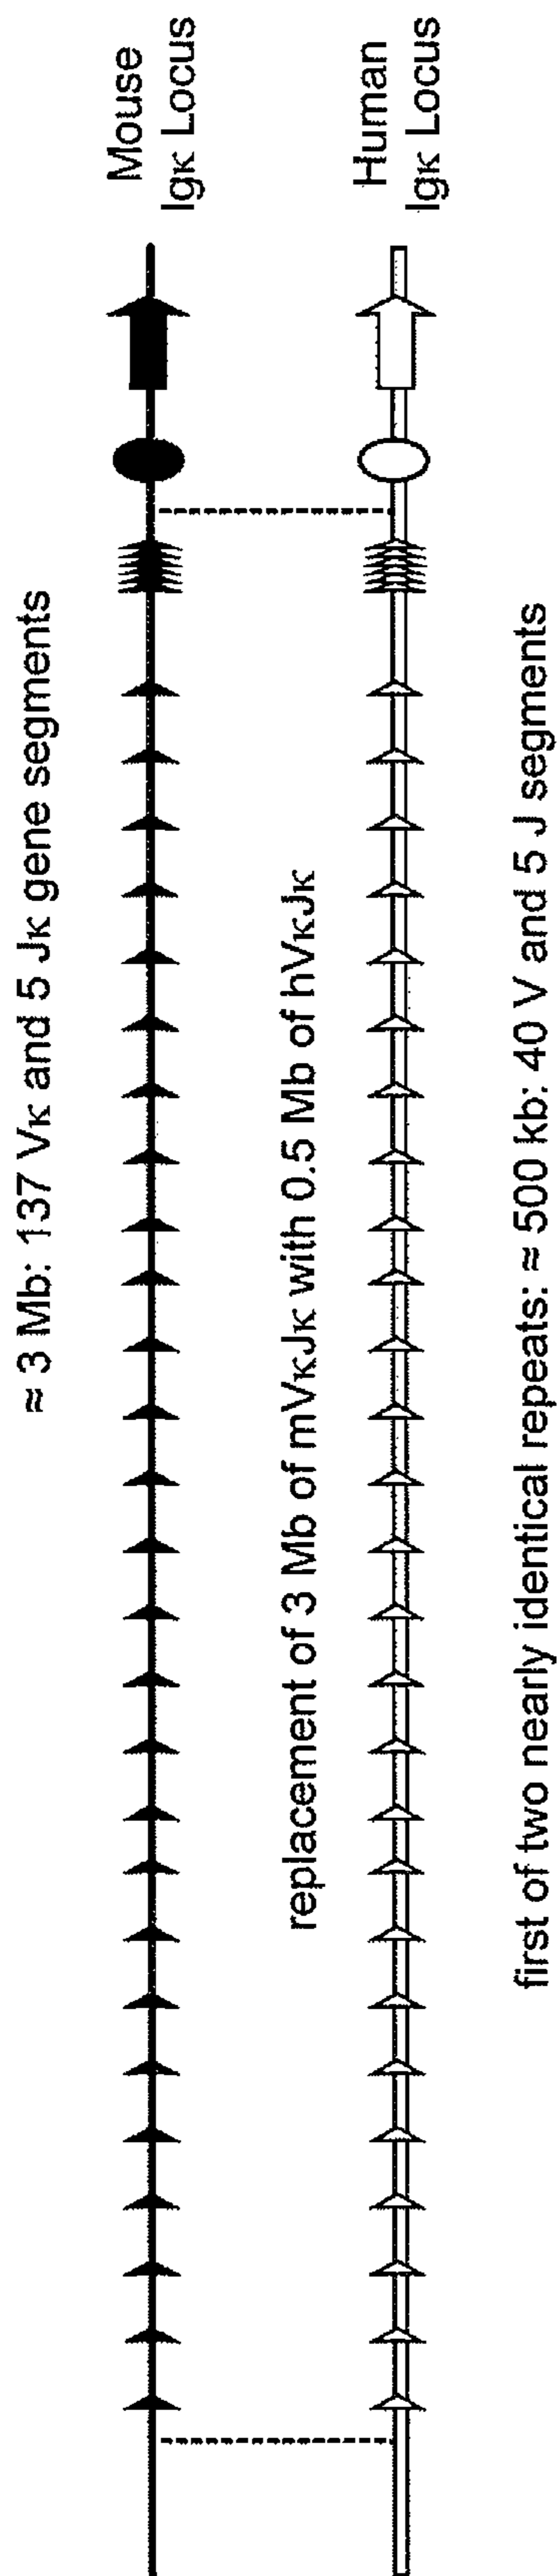 ≈ 3 Mb: 137 Vκ and 5 Jκ gene segments
Mouse
Igκ Locus
replacement of 3 Mb of mVκJκ with 0.5 Mb of hVκJκ
Human
Igκ Locus
first of two nearly identical repeats: ≈ 500 kb: 40 V and 5 J segments